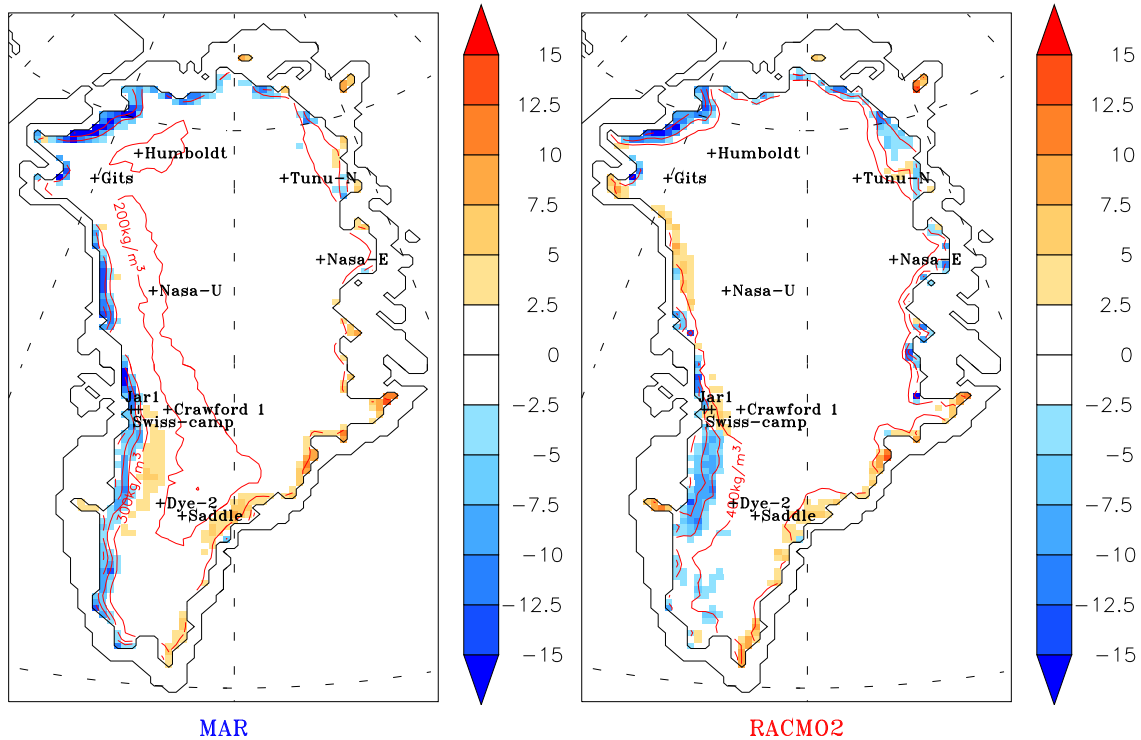 +Humboldt
+Gits
+Tunu-N
200kg/m³
+Nasa-E
+Nasa-U
Jar1
++ +Crawford 1
Swiss-camp
300kg/m³
+Dye-2
+Saddle
15
12.5
10
7.5
5
2.5
0
-2.5
-5
-7.5
-10
-12.5
-15
MAR
+Humboldt
+Gits
+Tunu-N
+Nasa-E
+Nasa-U
Jar1
++ +Crawford 1
Swiss-camp
400kg/m³
+Dye-2
+Saddle
15
12.5
10
7.5
5
2.5
0
-2.5
-5
-7.5
-10
-12.5
-15
RACMO2